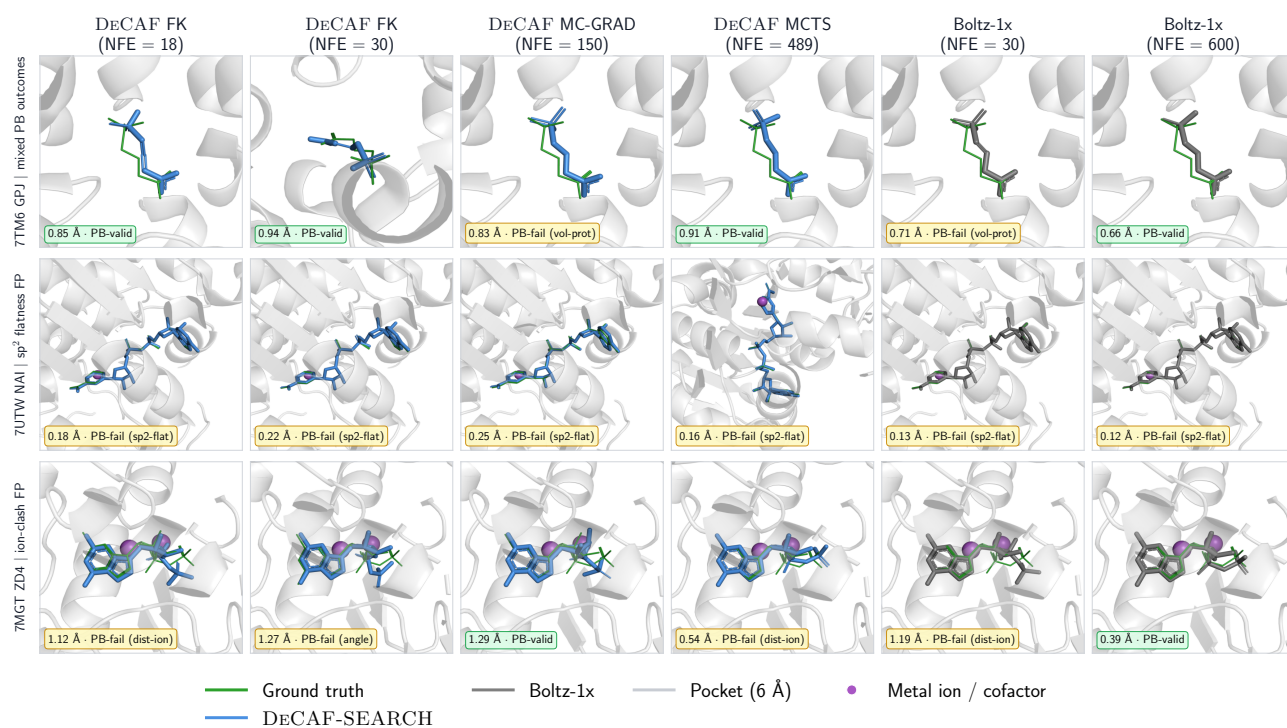 DeCAF FK
(NFE = 18)
DeCAF FK
(NFE = 30)
DeCAF MC-GRAD
(NFE = 150)
DeCAF MCTS
(NFE = 489)
Boltz-1x
(NFE = 30)
Boltz-1x
(NFE = 600)
7TM6 GPJ | mixed PB outcomes
0.85 Å · PB-valid
0.94 Å · PB-valid
0.83 Å · PB-fail (vol-prot)
0.91 Å · PB-valid
0.71 Å · PB-fail (vol-prot)
0.66 Å · PB-valid
7UTW NAI | sp² flatness FP
0.18 Å · PB-fail (sp2-flat)
0.22 Å · PB-fail (sp2-flat)
0.25 Å · PB-fail (sp2-flat)
0.16 Å · PB-fail (sp2-flat)
0.13 Å · PB-fail (sp2-flat)
0.12 Å · PB-fail (sp2-flat)
7MGT ZD4 | ion-clash FP
1.12 Å · PB-fail (dist-ion)
1.27 Å · PB-fail (angle)
1.29 Å · PB-valid
0.54 Å · PB-fail (dist-ion)
1.19 Å · PB-fail (dist-ion)
0.39 Å · PB-valid
Ground truth
Boltz-1x
Pocket (6 Å)
Metal ion / cofactor
DeCAF-SEARCH